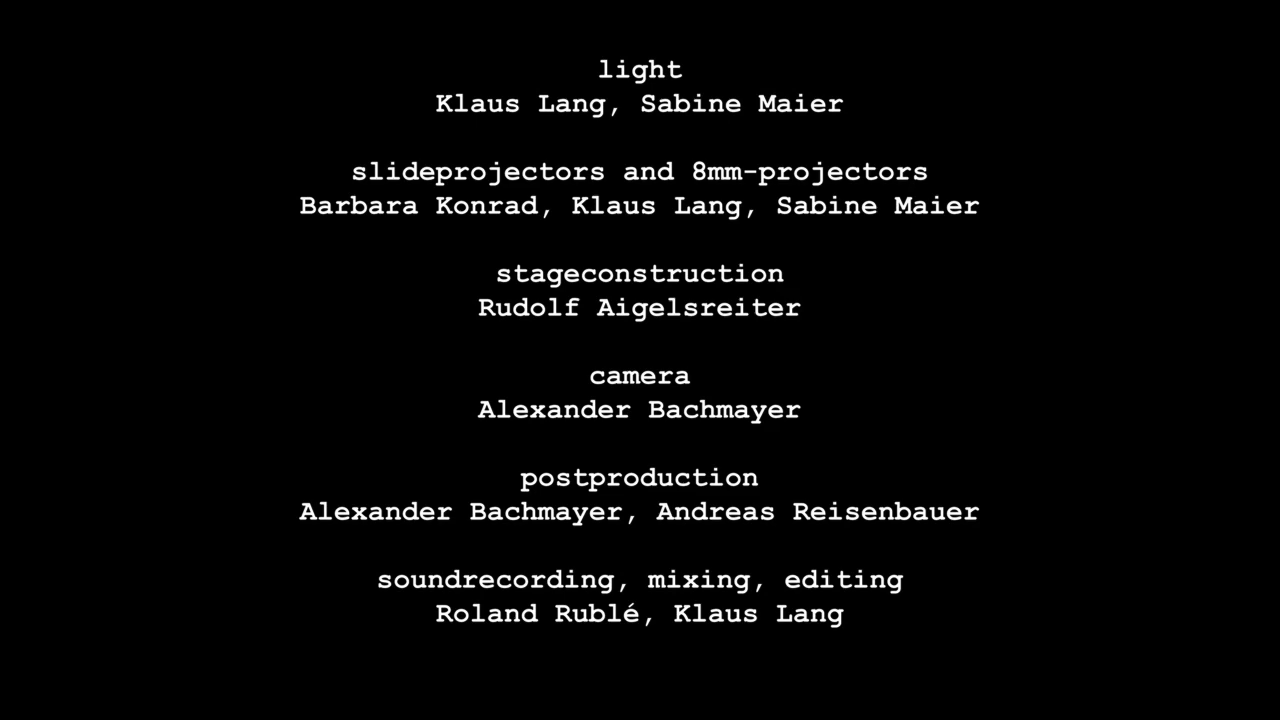 light
Klaus Lang, Sabine Maier
slideprojectors and 8mm-projectors
Barbara Konrad, Klaus Lang, Sabine Maier
stageconstruction
Rudolf Aigelsreiter
camera
Alexander Bachmayer
postproduction
Alexander Bachmayer, Andreas Reisenbauer
soundrecording, mixing, editing
Roland Rublé, Klaus Lang